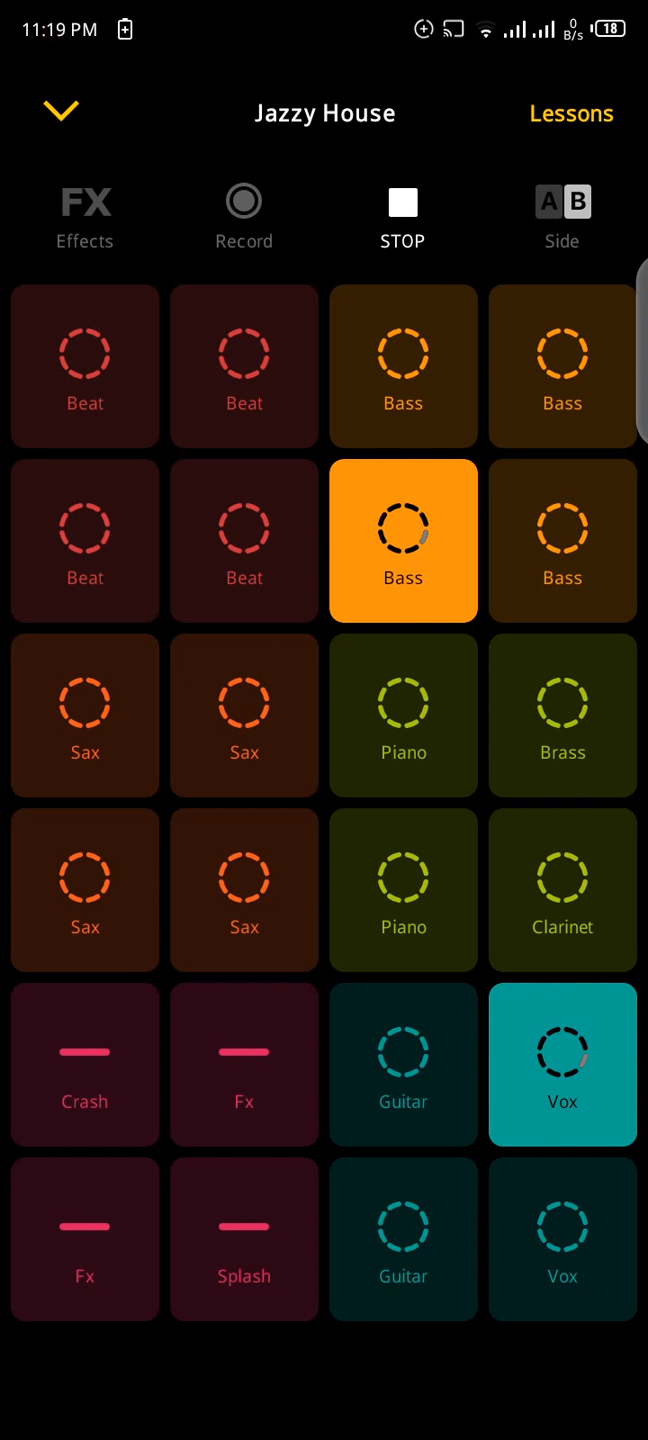 11:19 PM 0 B/s 18
Jazzy House Lessons
FX A B
Effects Record STOP Side
Beat Beat Bass Bass
Beat Beat Bass Bass
Sax Sax Piano Brass
Sax Sax Piano Clarinet
Crash Fx Guitar Vox
Fx Splash Guitar Vox